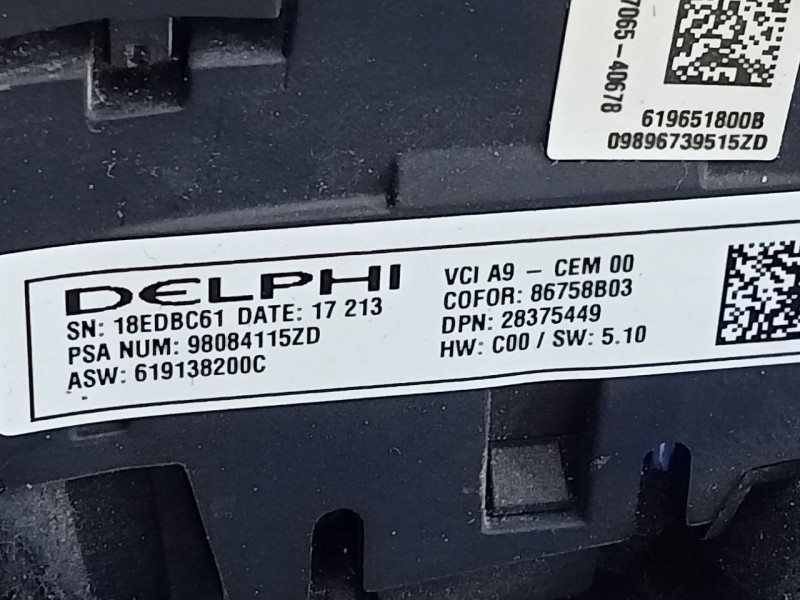 7065-40678
619651800B
09896739515ZD
DELPHI
SN: 18EDBC61 DATE: 17 213
PSA NUM: 98084115ZD
ASW: 619138200C
VCI A9 - CEM 00
COFOR: 86758B03
DPN: 28375449
HW: C00 / SW: 5.10